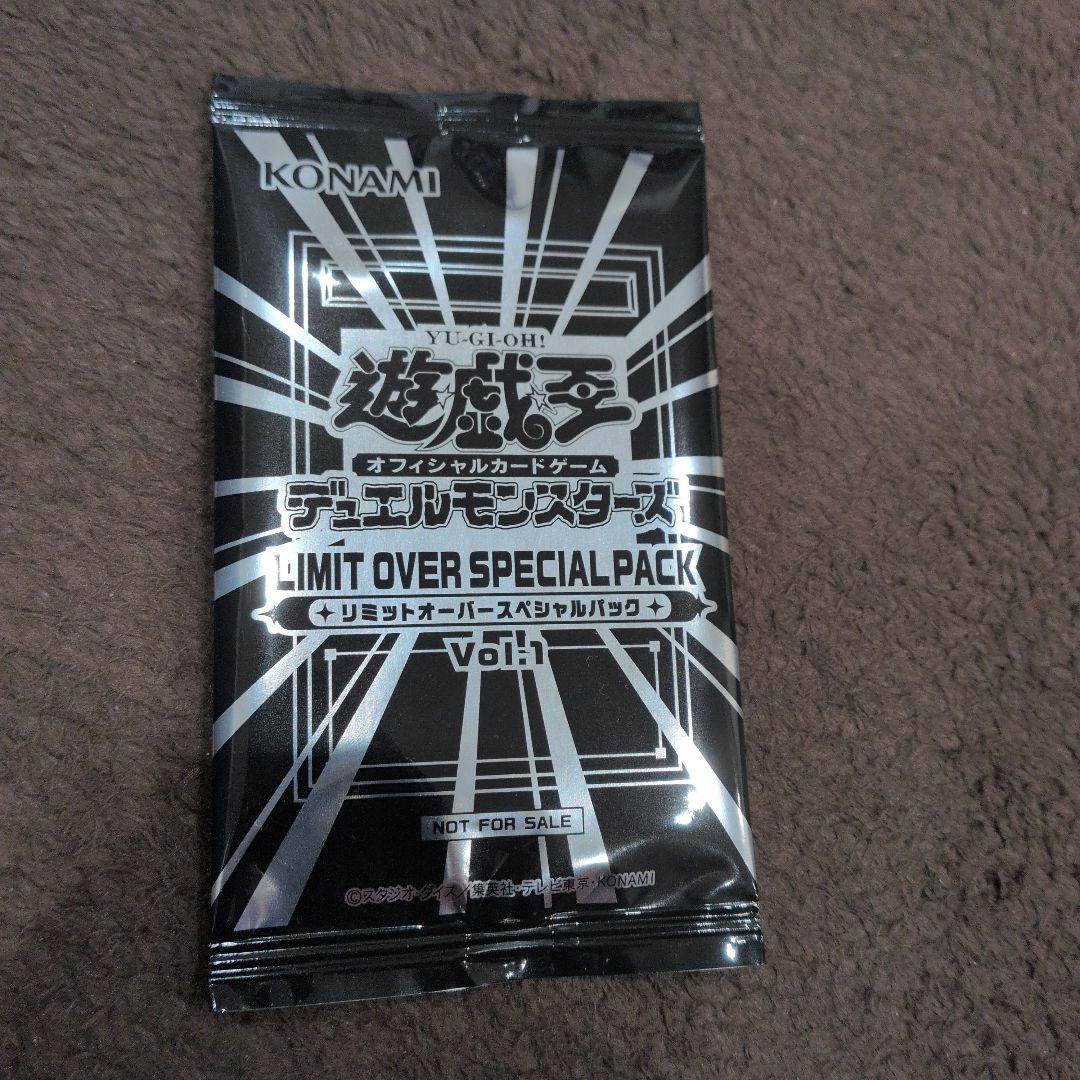 KONAMI
YU-GI-OH!
遊☆戯☆王
オフィシャルカードゲーム
デュエルモンスターズ
LIMIT OVER SPECIAL PACK
リミットオーバースペシャルパック
Vol.1
NOT FOR SALE
©スタジオ・ダイス/集英社・テレビ東京・KONAMI